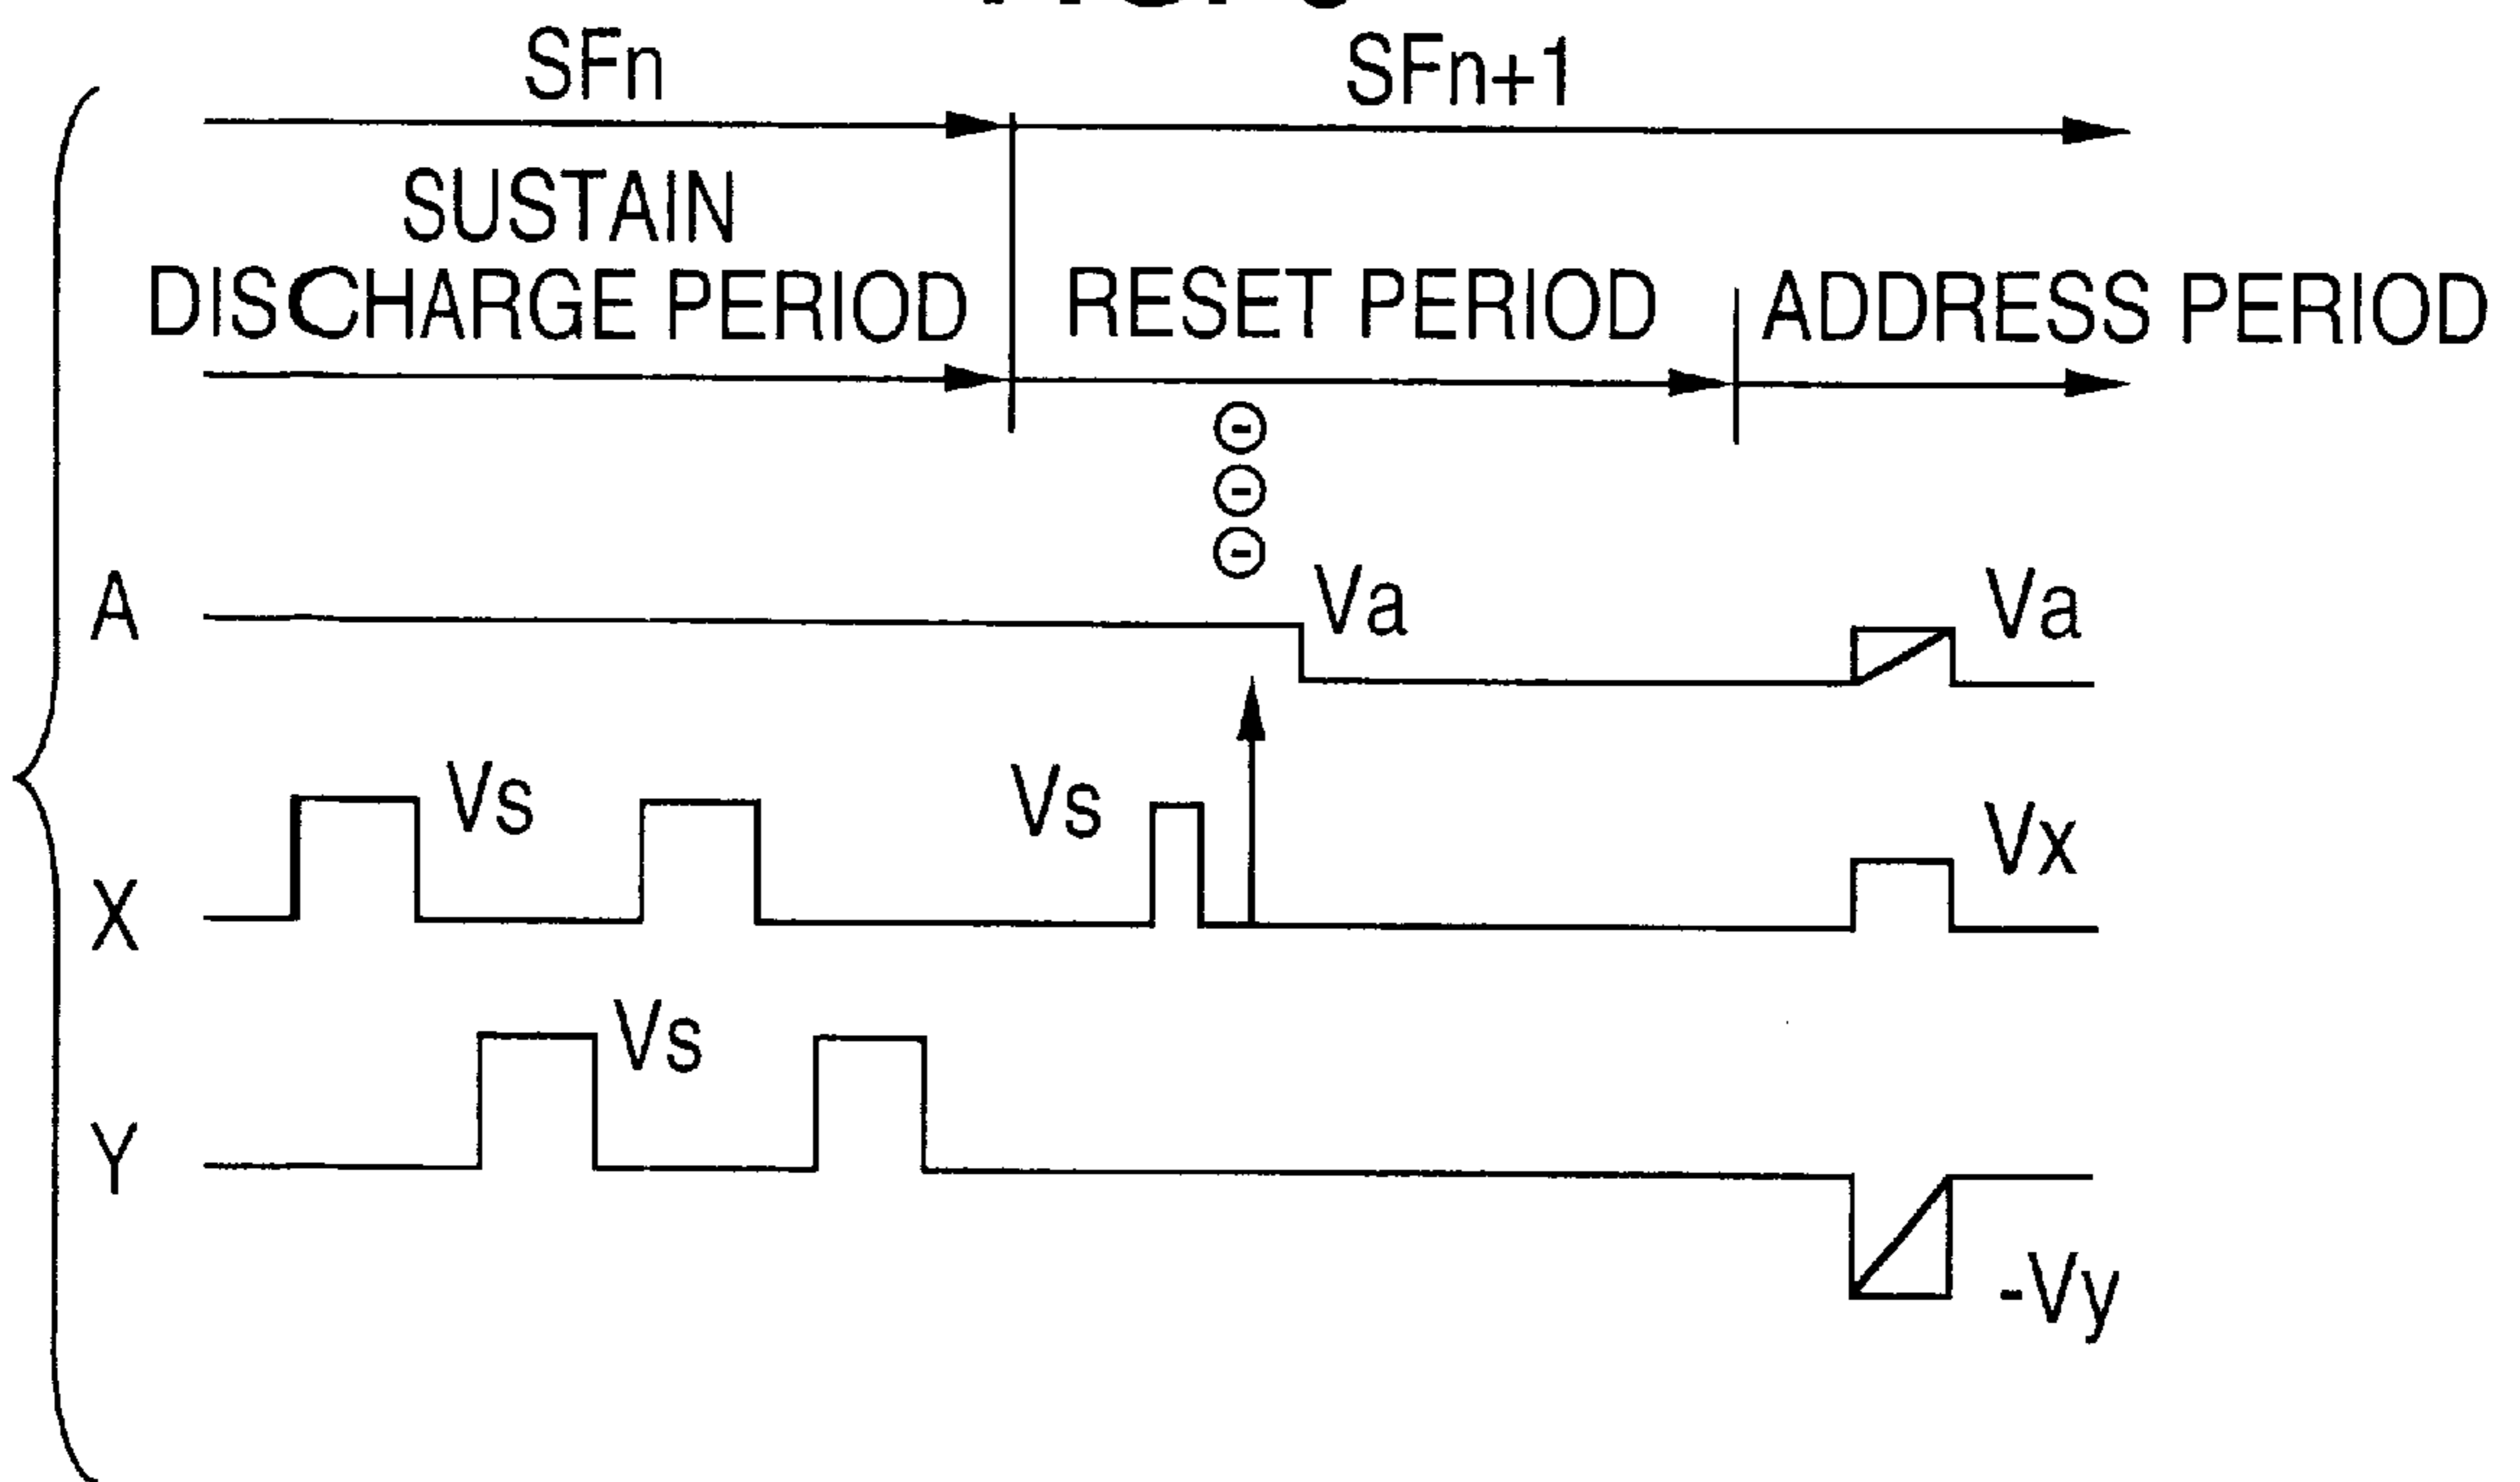 SFn SFn+1
SUSTAIN
DISCHARGE PERIOD RESET PERIOD ADDRESS PERIOD
⊖
⊖
⊖
A Va Va
X Vs Vs Vx
Y Vs
-Vy